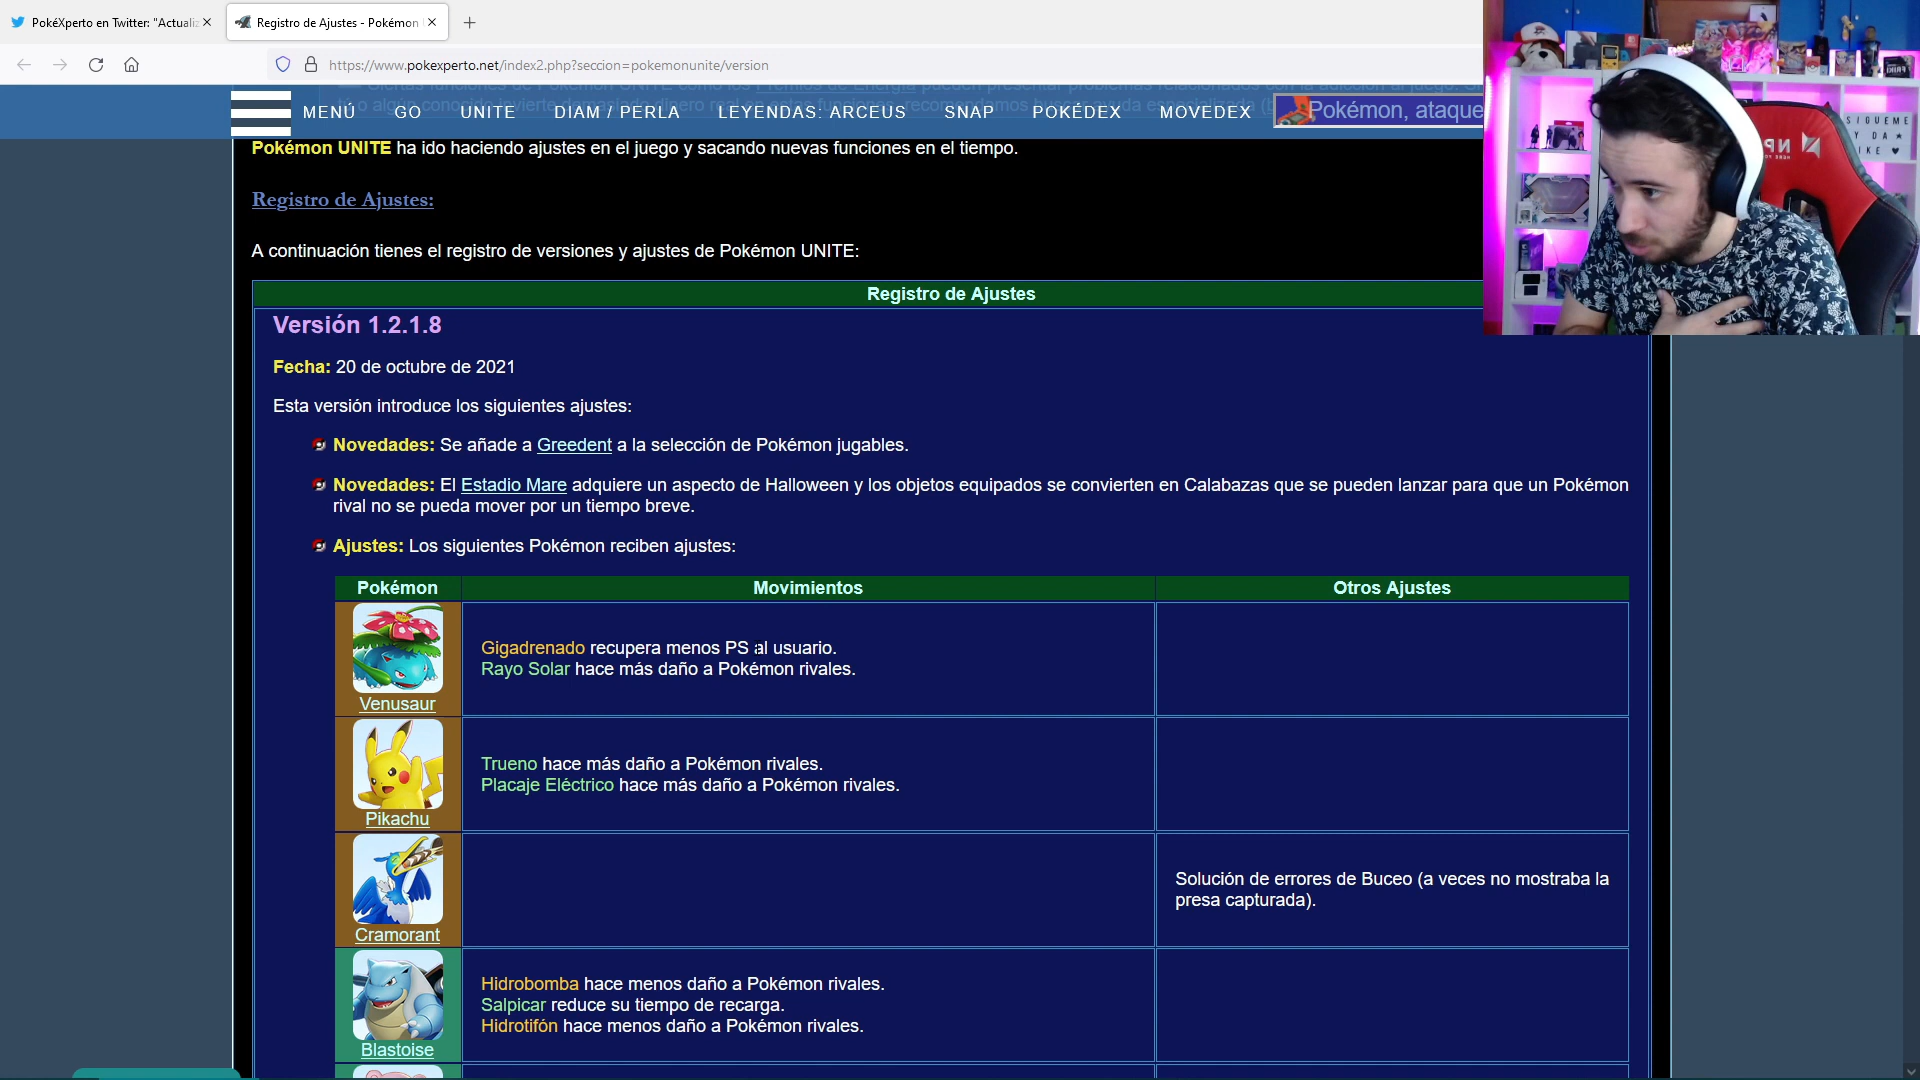 PokéXperto en Twitter: "Actualiz
Registro de Ajustes - Pokémon
https://www.pokexperto.net/index2.php?seccion=pokemonunite/version
MENÚ GO UNITE DIAM / PERLA LEYENDAS: ARCEUS SNAP POKÉDEX MOVEDEX Pokémon, ataque
Pokémon UNITE ha ido haciendo ajustes en el juego y sacando nuevas funciones en el tiempo.
Registro de Ajustes:
A continuación tienes el registro de versiones y ajustes de Pokémon UNITE:
Registro de Ajustes
Versión 1.2.1.8
Fecha: 20 de octubre de 2021
Esta versión introduce los siguientes ajustes:
Novedades: Se añade a Greedent a la selección de Pokémon jugables.
Novedades: El Estadio Mare adquiere un aspecto de Halloween y los objetos equipados se convierten en Calabazas que se pueden lanzar para que un Pokémon
rival no se pueda mover por un tiempo breve.
Ajustes: Los siguientes Pokémon reciben ajustes:
Pokémon Movimientos Otros Ajustes
Gigadrenado recupera menos PS al usuario.
Rayo Solar hace más daño a Pokémon rivales.
Venusaur
Trueno hace más daño a Pokémon rivales.
Placaje Eléctrico hace más daño a Pokémon rivales.
Pikachu
Solución de errores de Buceo (a veces no mostraba la
presa capturada).
Cramorant
Hidrobomba hace menos daño a Pokémon rivales.
Salpicar reduce su tiempo de recarga.
Hidrotifón hace menos daño a Pokémon rivales.
Blastoise
SIGUEME
Y DA